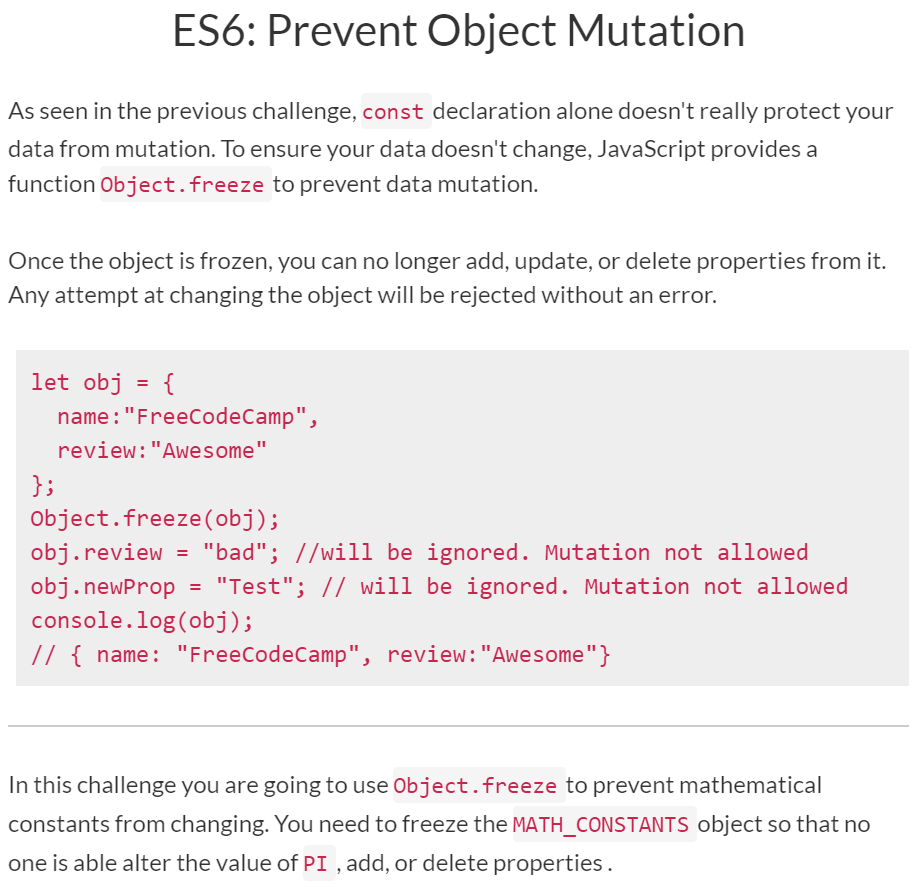 ES6: Prevent Object Mutation
As seen in the previous challenge, const declaration alone doesn't really protect your
data from mutation. To ensure your data doesn't change, JavaScript provides a
function Object.freeze to prevent data mutation.
Once the object is frozen, you can no longer add, update, or delete properties from it.
Any attempt at changing the object will be rejected without an error.
let obj = {
  name:"FreeCodeCamp",
  review:"Awesome"
};
Object.freeze(obj);
obj.review = "bad"; //will be ignored. Mutation not allowed
obj.newProp = "Test"; // will be ignored. Mutation not allowed
console.log(obj);
// { name: "FreeCodeCamp", review:"Awesome"}
In this challenge you are going to use Object.freeze to prevent mathematical
constants from changing. You need to freeze the MATH_CONSTANTS object so that no
one is able alter the value of PI , add, or delete properties .